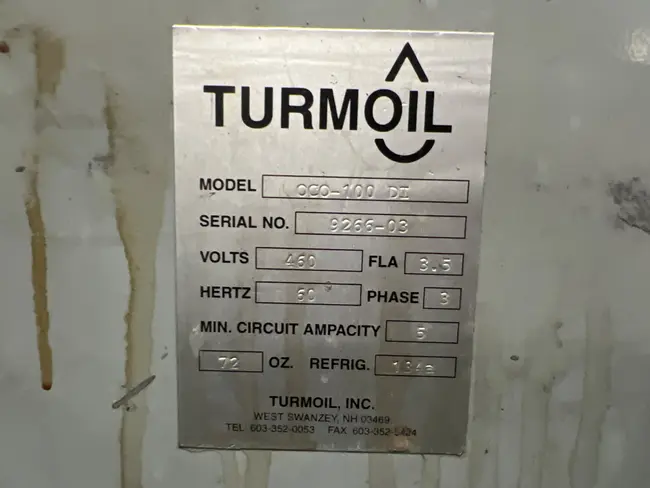 TURMOIL
MODEL OCO-100 DI
SERIAL NO. 9266-03
VOLTS 460 FLA 3.5
HERTZ 60 PHASE 3
MIN. CIRCUIT AMPACITY 5
72 OZ. REFRIG. 134a
TURMOIL, INC.
WEST SWANZEY, NH 03469
TEL 603-352-0053 FAX 603-352-5424